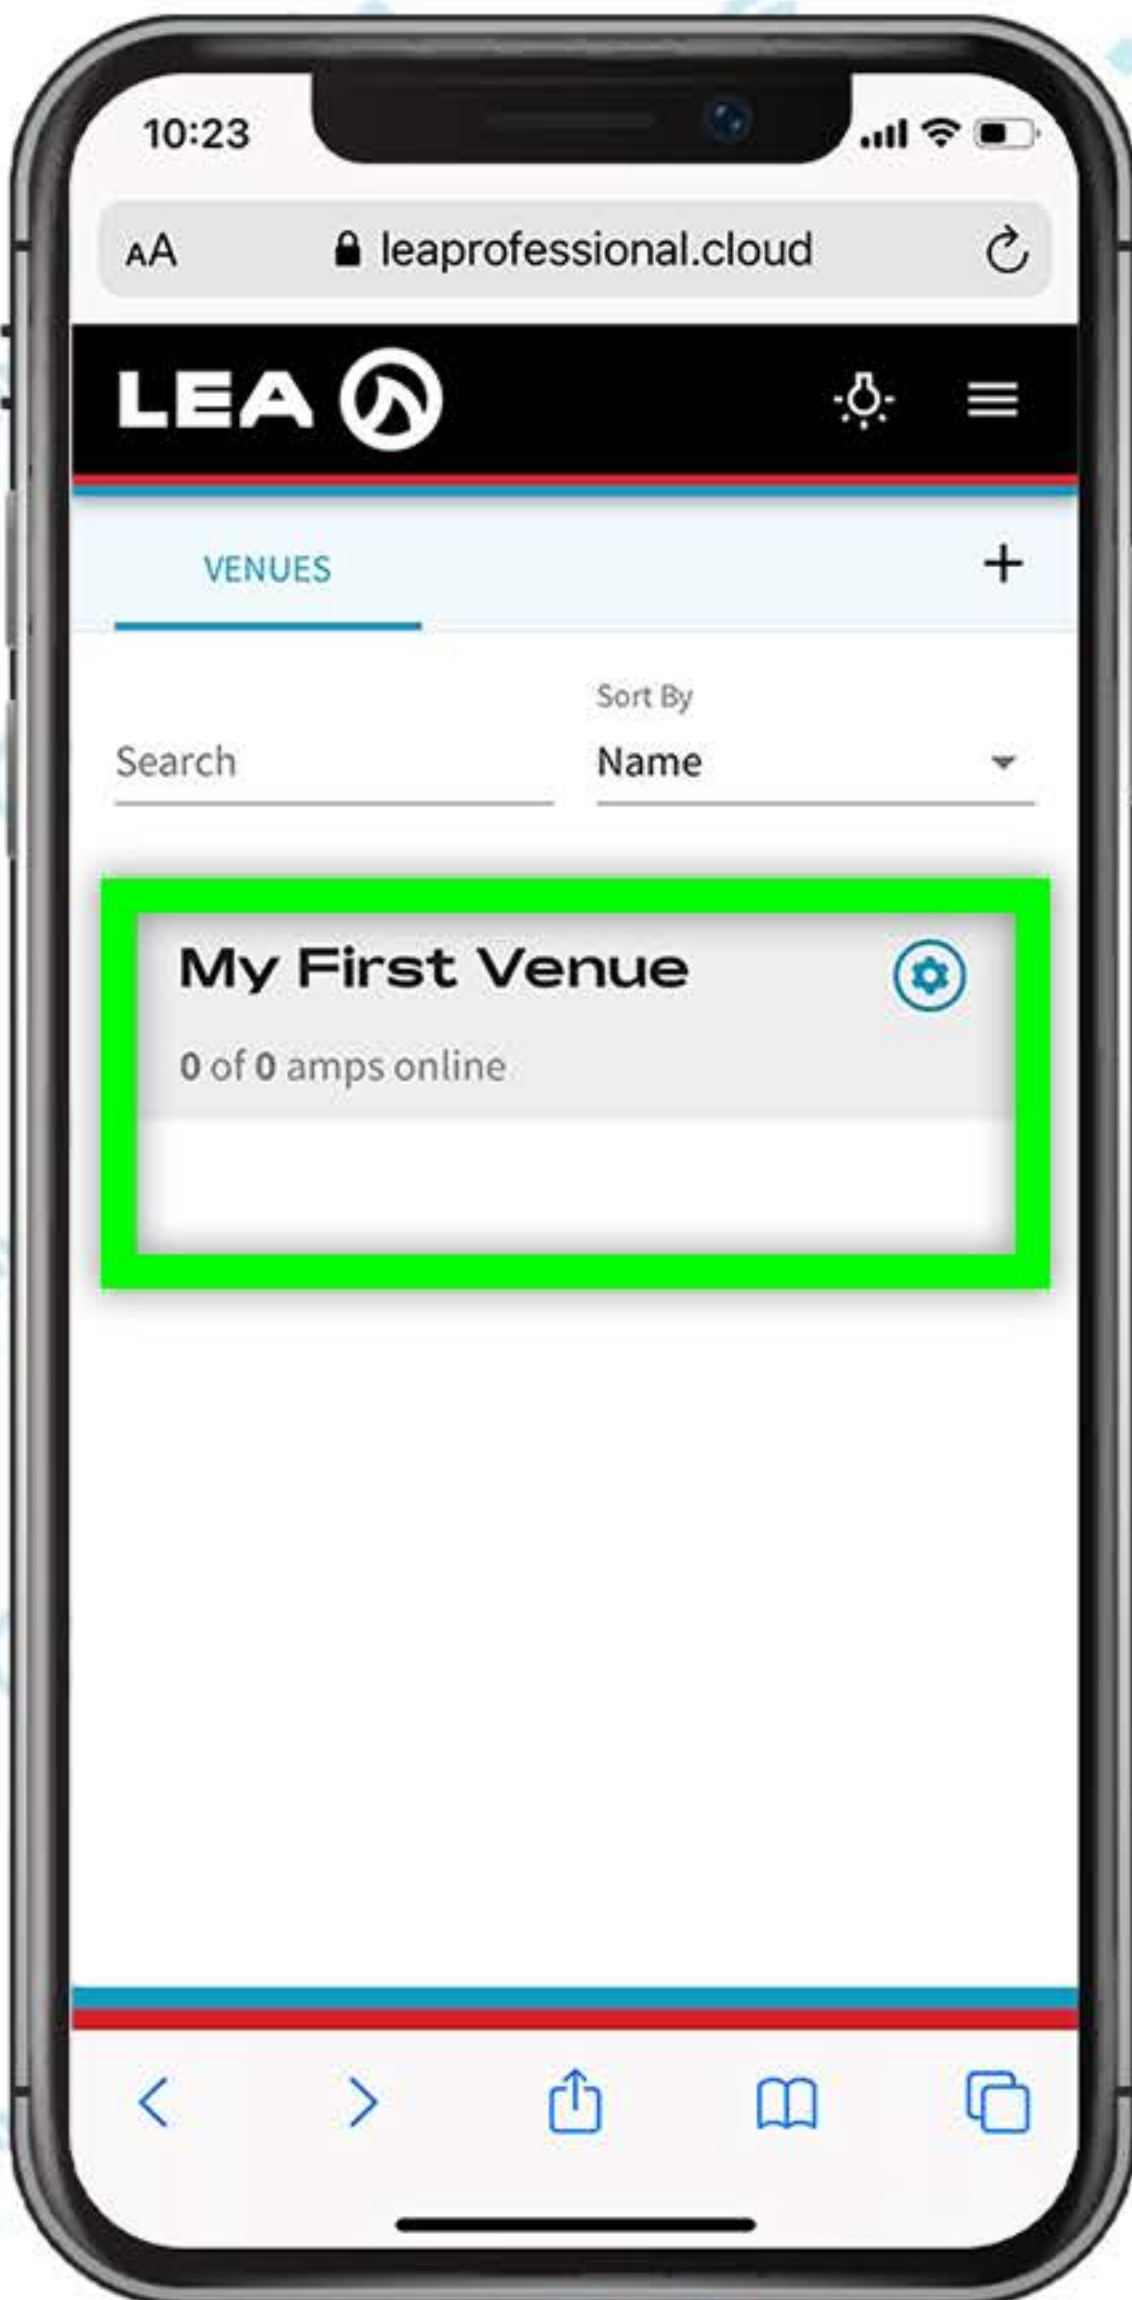 10:23
AA leaprofessional.cloud
LEA
VENUES +
Sort By
Search Name
My First Venue
0 of 0 amps online